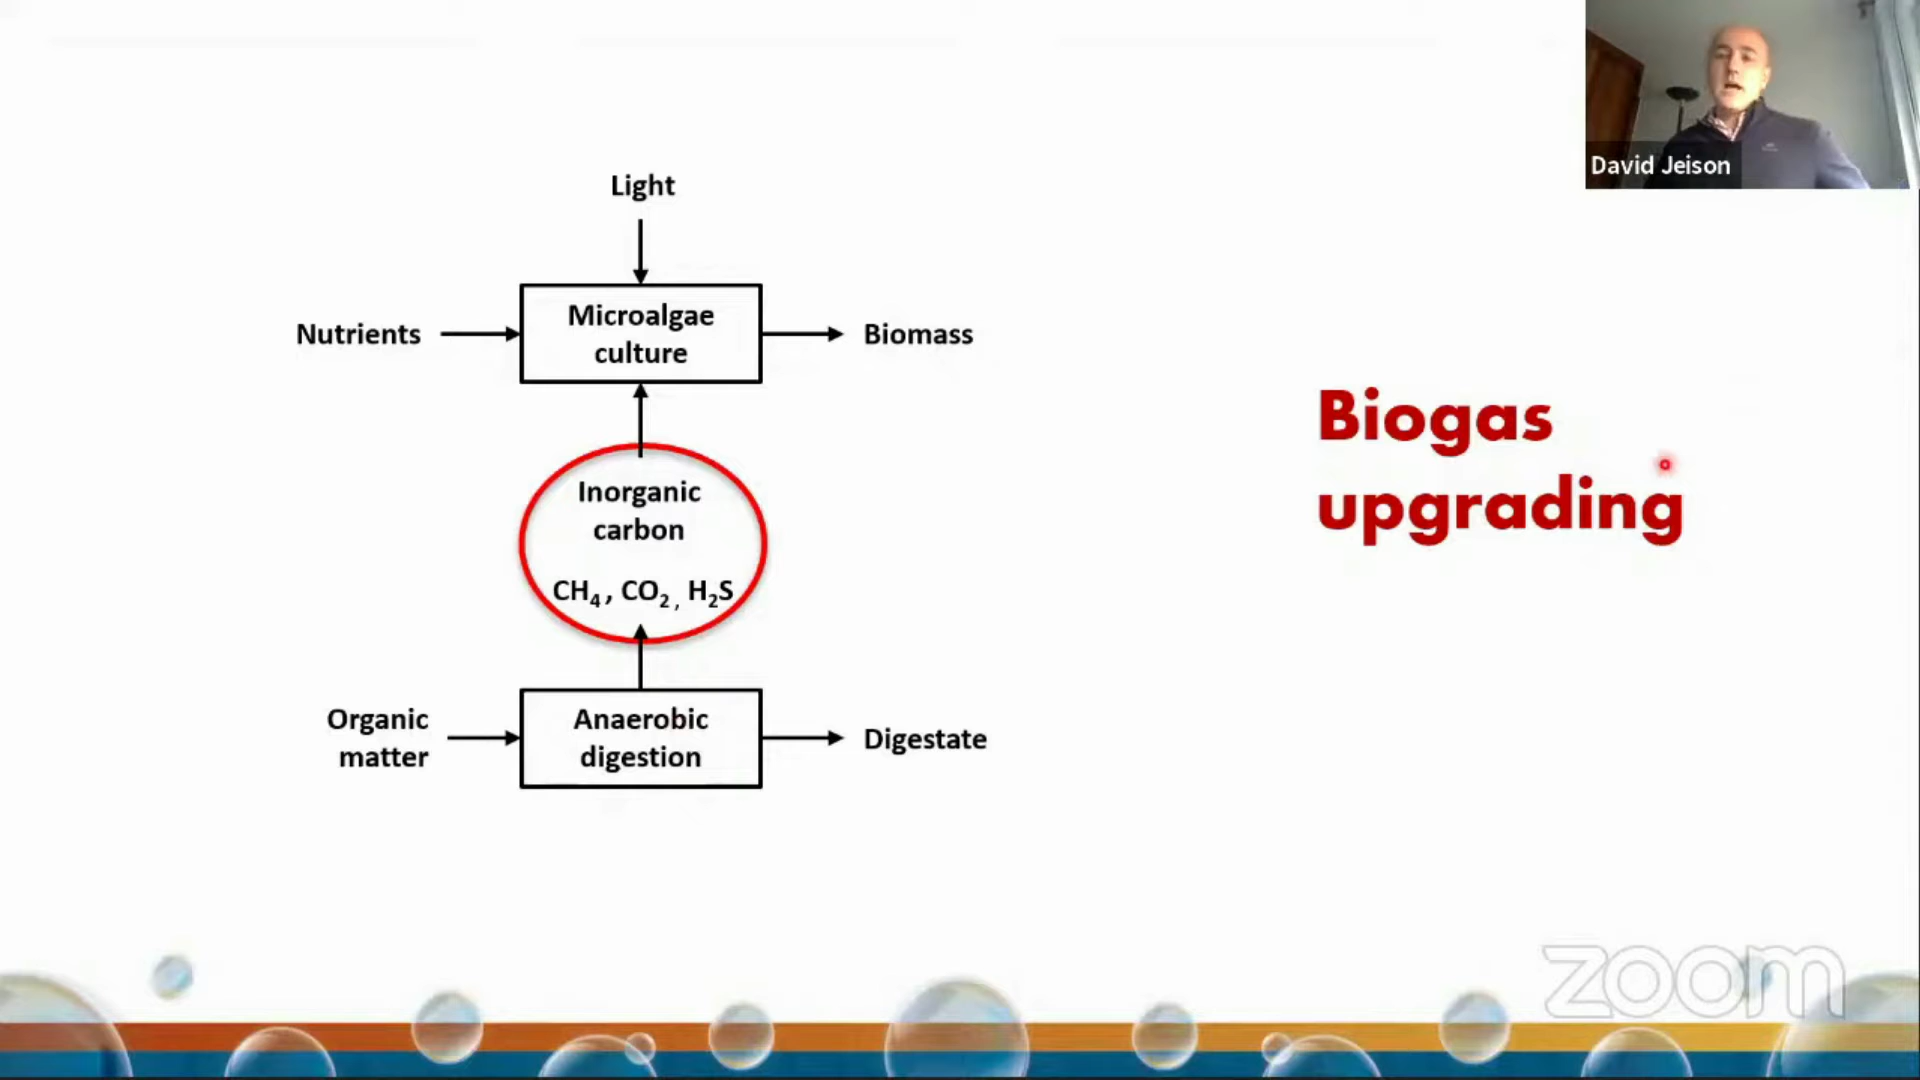 David Jeison
Light
Nutrients
Microalgae
culture
Biomass
Inorganic
carbon
CH₄, CO₂, H₂S
Organic
matter
Anaerobic
digestion
Digestate
Biogas
upgrading
zoom